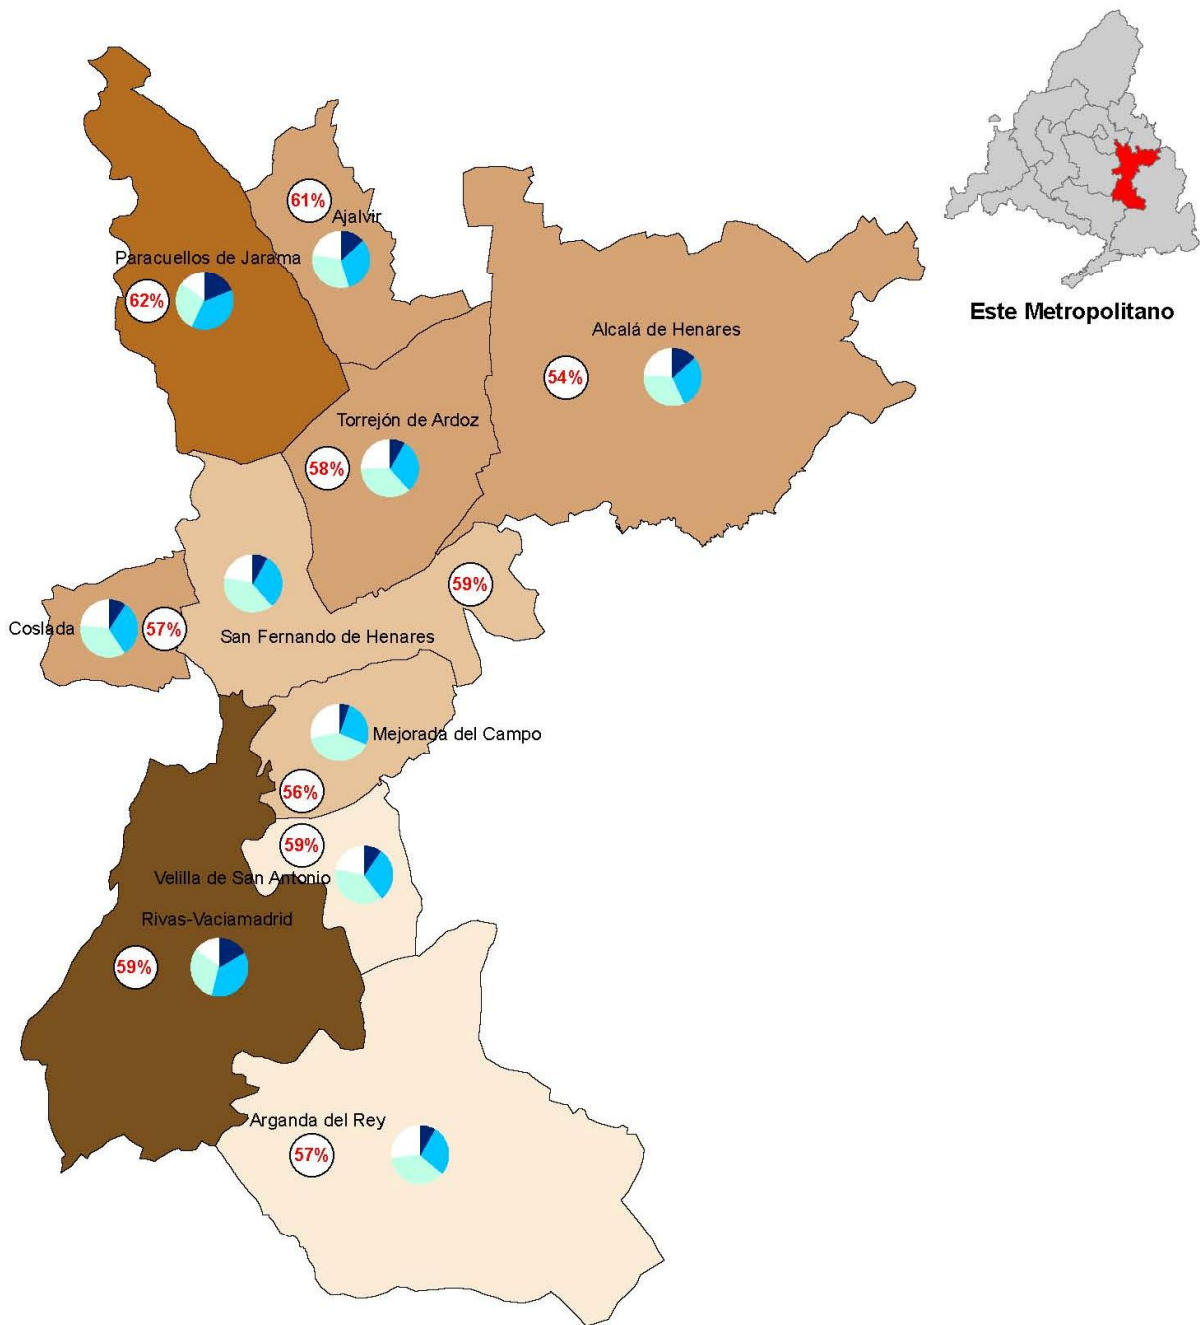 61%
Ajalvir
Paracuellos de Jarama
62%
Este Metropolitano
Alcalá de Henares
54%
Torrejón de Ardoz
58%
59%
Coslada
57%
San Fernando de Henares
Mejorada del Campo
56%
59%
Velilla de San Antonio
Rivas-Vaciamadrid
59%
Arganda del Rey
57%